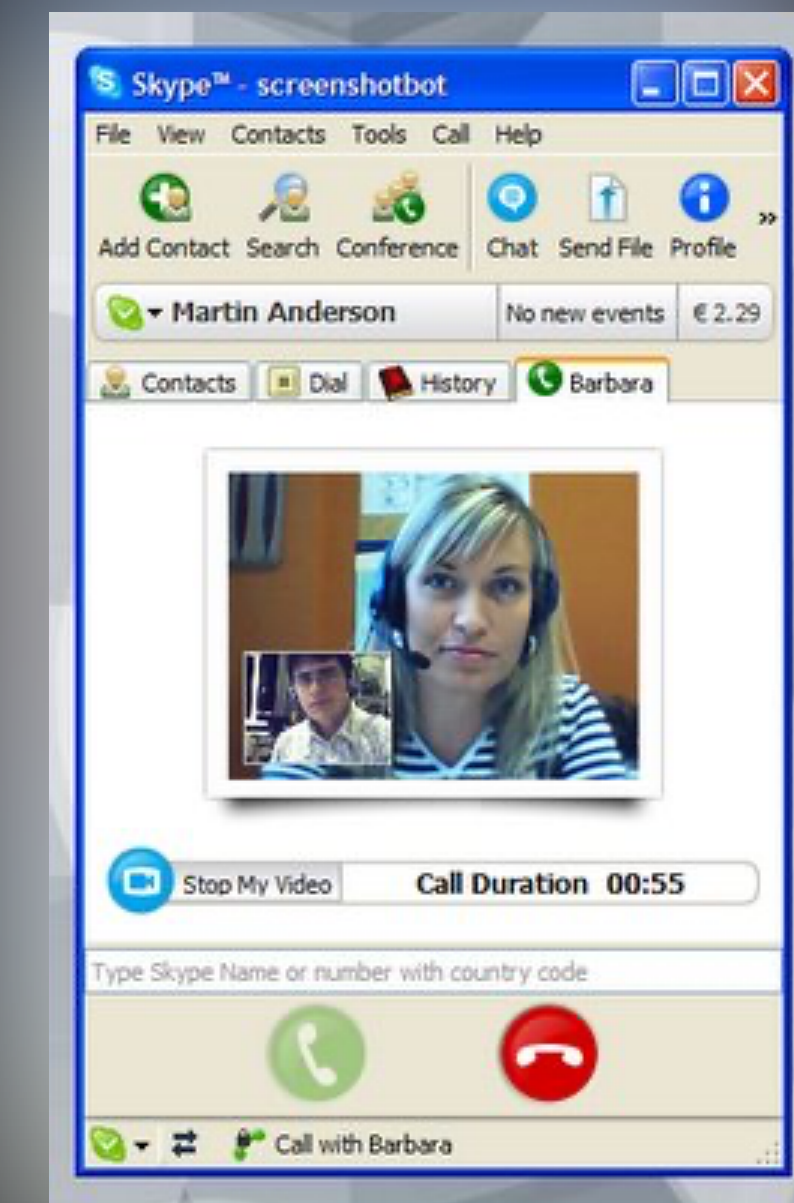 Skype™ - screenshotbot
File View Contacts Tools Call Help
Add Contact Search Conference Chat Send File Profile »
Martin Anderson No new events € 2.29
Contacts Dial History Barbara
Stop My Video Call Duration 00:55
Type Skype Name or number with country code
Call with Barbara